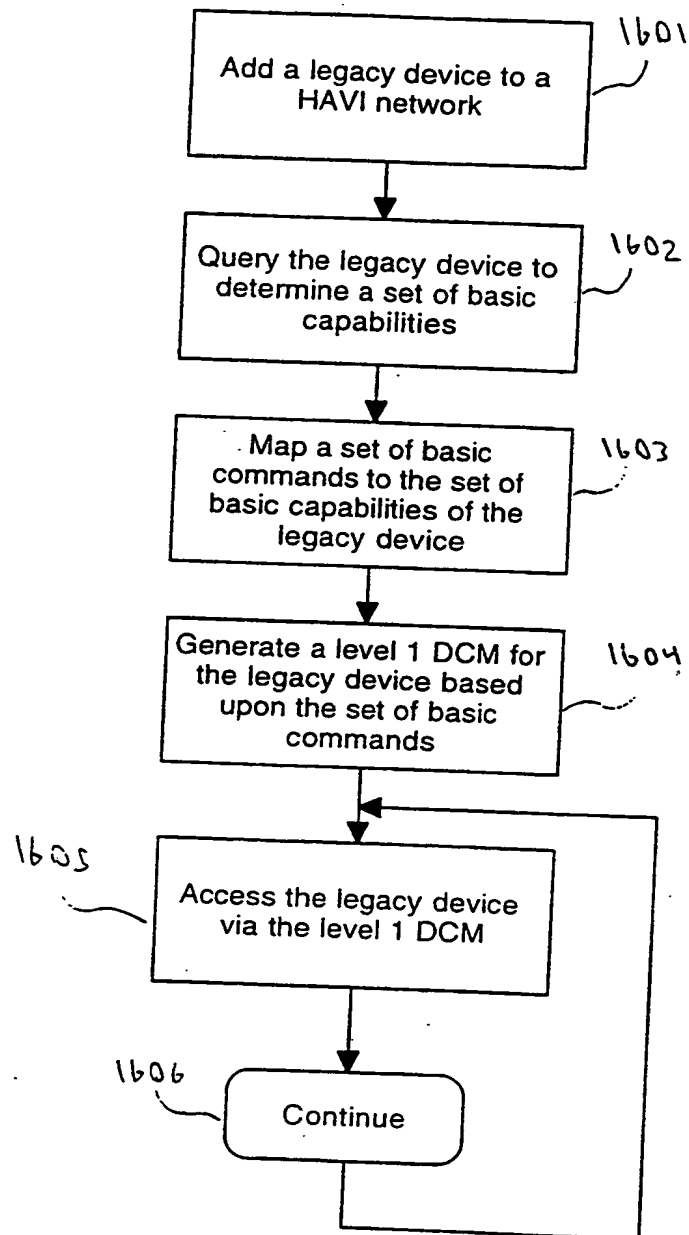 1601
Add a legacy device to a
HAVI network
1602
Query the legacy device to
determine a set of basic
capabilities
1603
Map a set of basic
commands to the set of
basic capabilities of the
legacy device
1604
Generate a level 1 DCM for
the legacy device based
upon the set of basic
commands
1605
Access the legacy device
via the level 1 DCM
1606
Continue